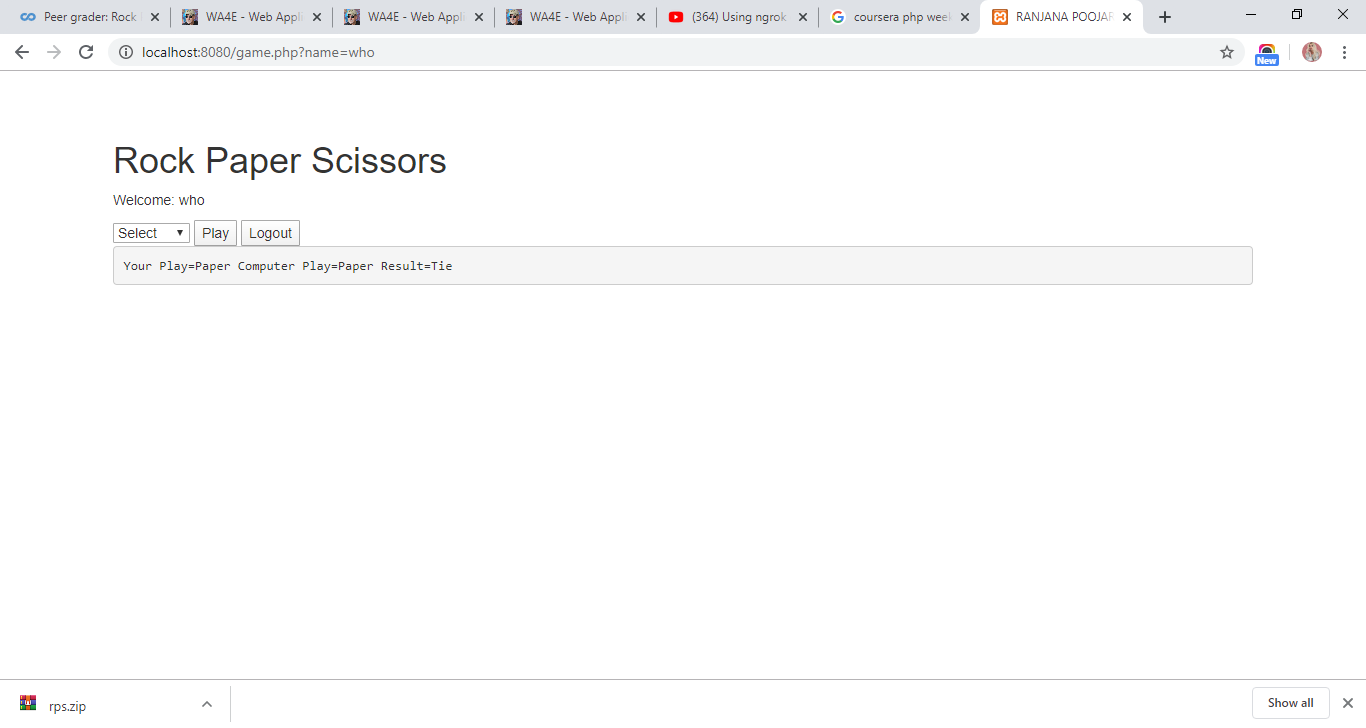 Peer grader: Rock
WA4E - Web Appli
WA4E - Web Appli
WA4E - Web Appli
(364) Using ngrok
coursera php week
RANJANA POOJAR
localhost:8080/game.php?name=who
New
Rock Paper Scissors
Welcome: who
Select Play Logout
Your Play=Paper Computer Play=Paper Result=Tie
rps.zip
Show all